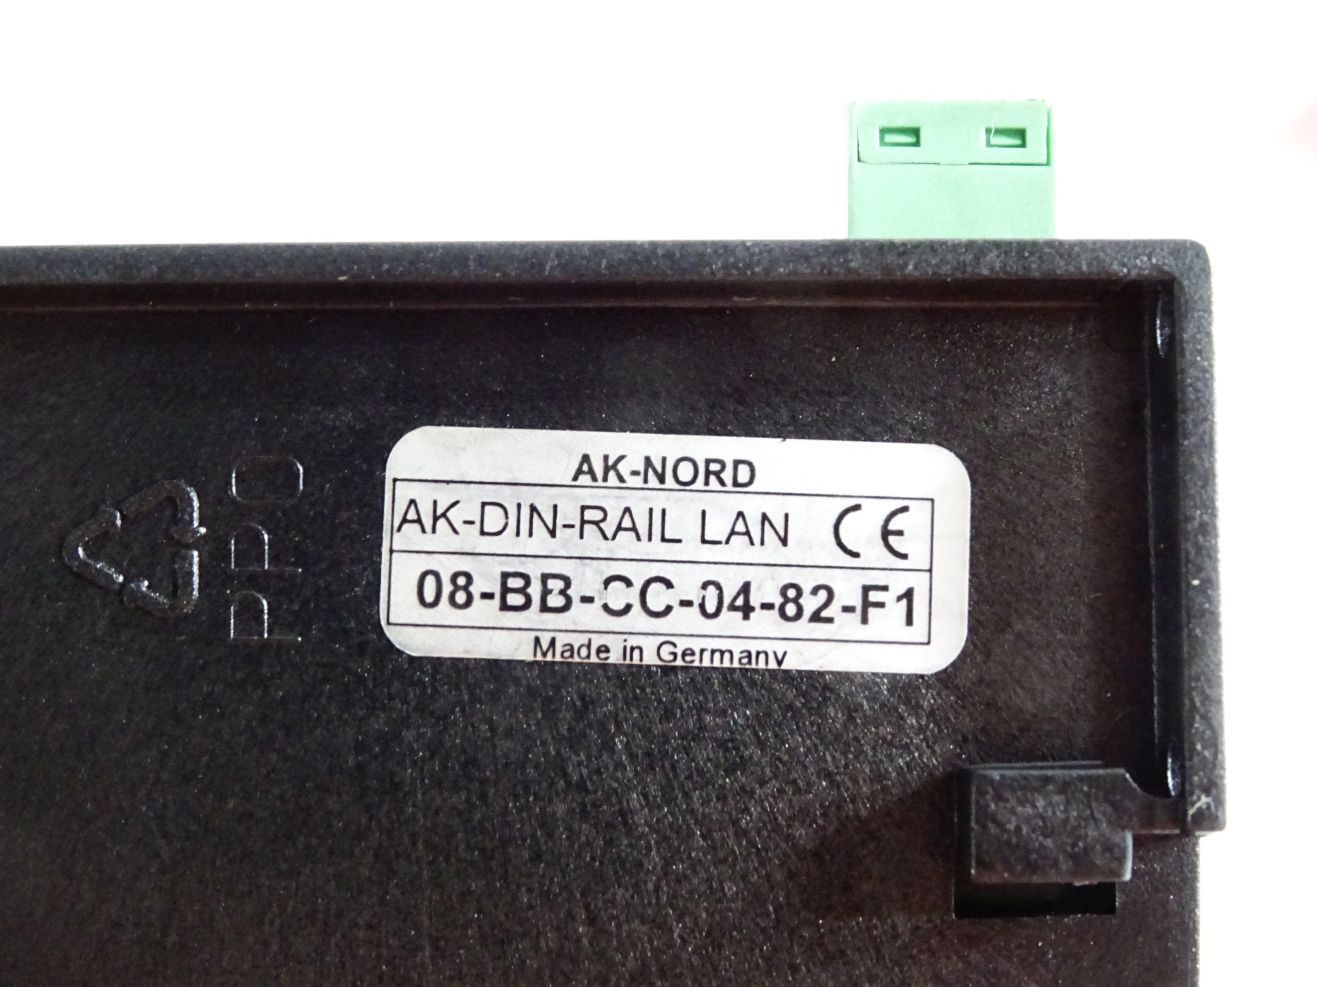 AK-NORD
AK-DIN-RAIL LAN CE
08-BB-CC-04-82-F1
Made in Germany
PPO